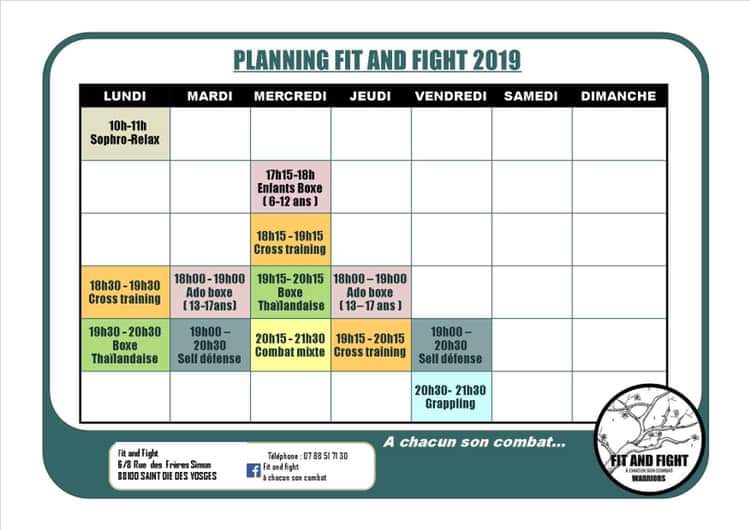 PLANNING FIT AND FIGHT 2019
LUNDI MARDI MERCREDI JEUDI VENDREDI SAMEDI DIMANCHE
10h-11h
Sophro-Relax
17h15-18h
Enfants Boxe
( 6-12 ans )
18h15 - 19h15
Cross training
18h30 - 19h30
Cross training
18h00 - 19h00
Ado boxe
( 13-17ans)
19h15- 20h15
Boxe
Thaïlandaise
18h00 – 19h00
Ado boxe
( 13 – 17 ans )
19h30 - 20h30
Boxe
Thaïlandaise
19h00 –
20h30
Self défense
20h15 - 21h30
Combat mixte
19h15 - 20h15
Cross training
19h00 –
20h30
Self défense
20h30- 21h30
Grappling
A chacun son combat...
Fit and Fight
6/8 Rue des Frères Simon
88100 SAINT DIE DES VOSGES
Téléphone : 07 88 51 71 30
Fit and fight
à chacun son combat
FIT AND FIGHT
A CHACUN SON COMBAT
WARRIORS